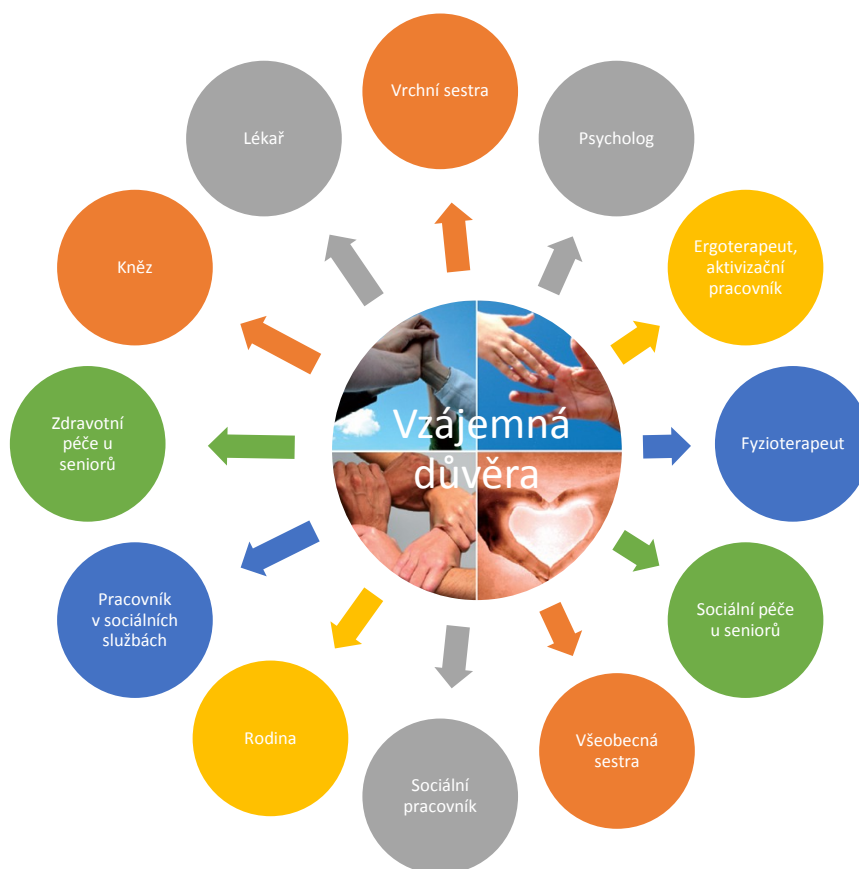 Vrchní sestra
Psycholog
Ergoterapeut,
aktivizační
pracovník
Fyzioterapeut
Sociální péče
u seniorů
Všeobecná
sestra
Sociální
pracovník
Rodina
Pracovník
v sociálních
službách
Zdravotní
péče u
seniorů
Kněz
Lékař
Vzájemná
důvěra